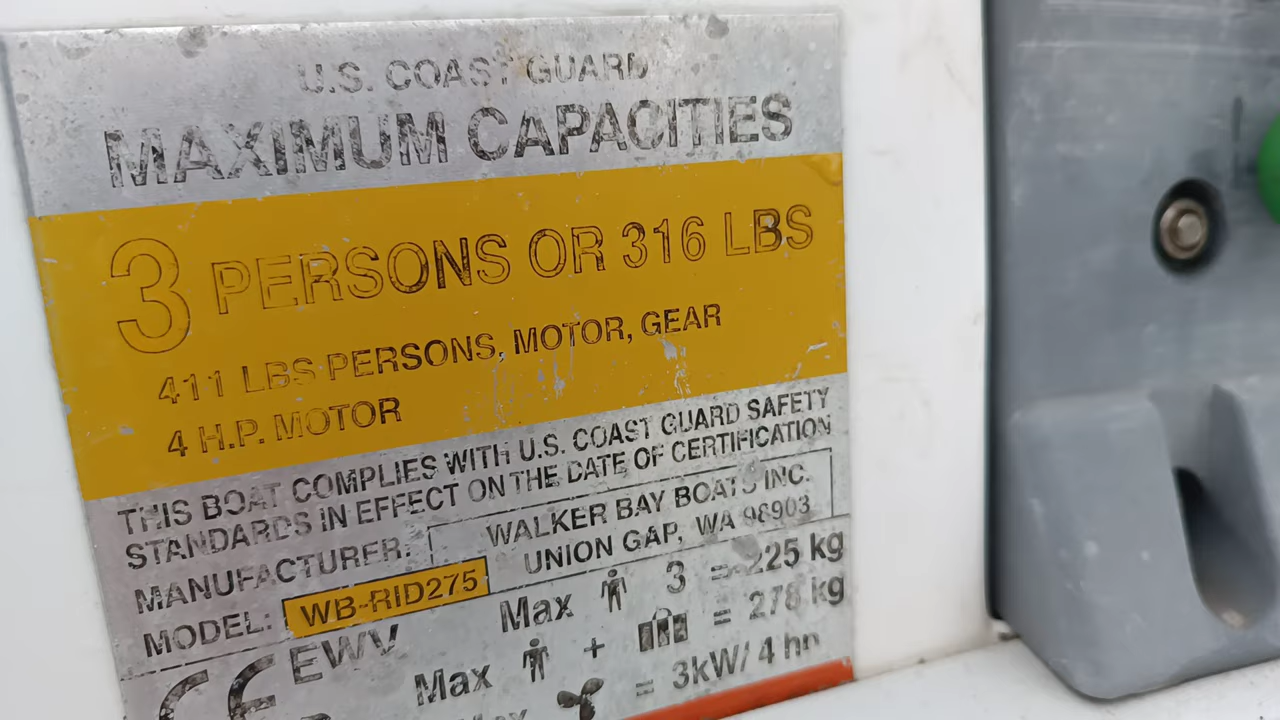 U.S. COAST GUARD
MAXIMUM CAPACITIES
3 PERSONS OR 316 LBS
411 LBS PERSONS, MOTOR, GEAR
4 H.P. MOTOR
THIS BOAT COMPLIES WITH U.S. COAST GUARD SAFETY
STANDARDS IN EFFECT ON THE DATE OF CERTIFICATION
MANUFACTURER: WALKER BAY BOATS INC.
UNION GAP, WA 98903
MODEL: WB-RID275
Max 3 = 225 kg
CE EWV
Max + = 278 kg
Max = 3kW/ 4 hp